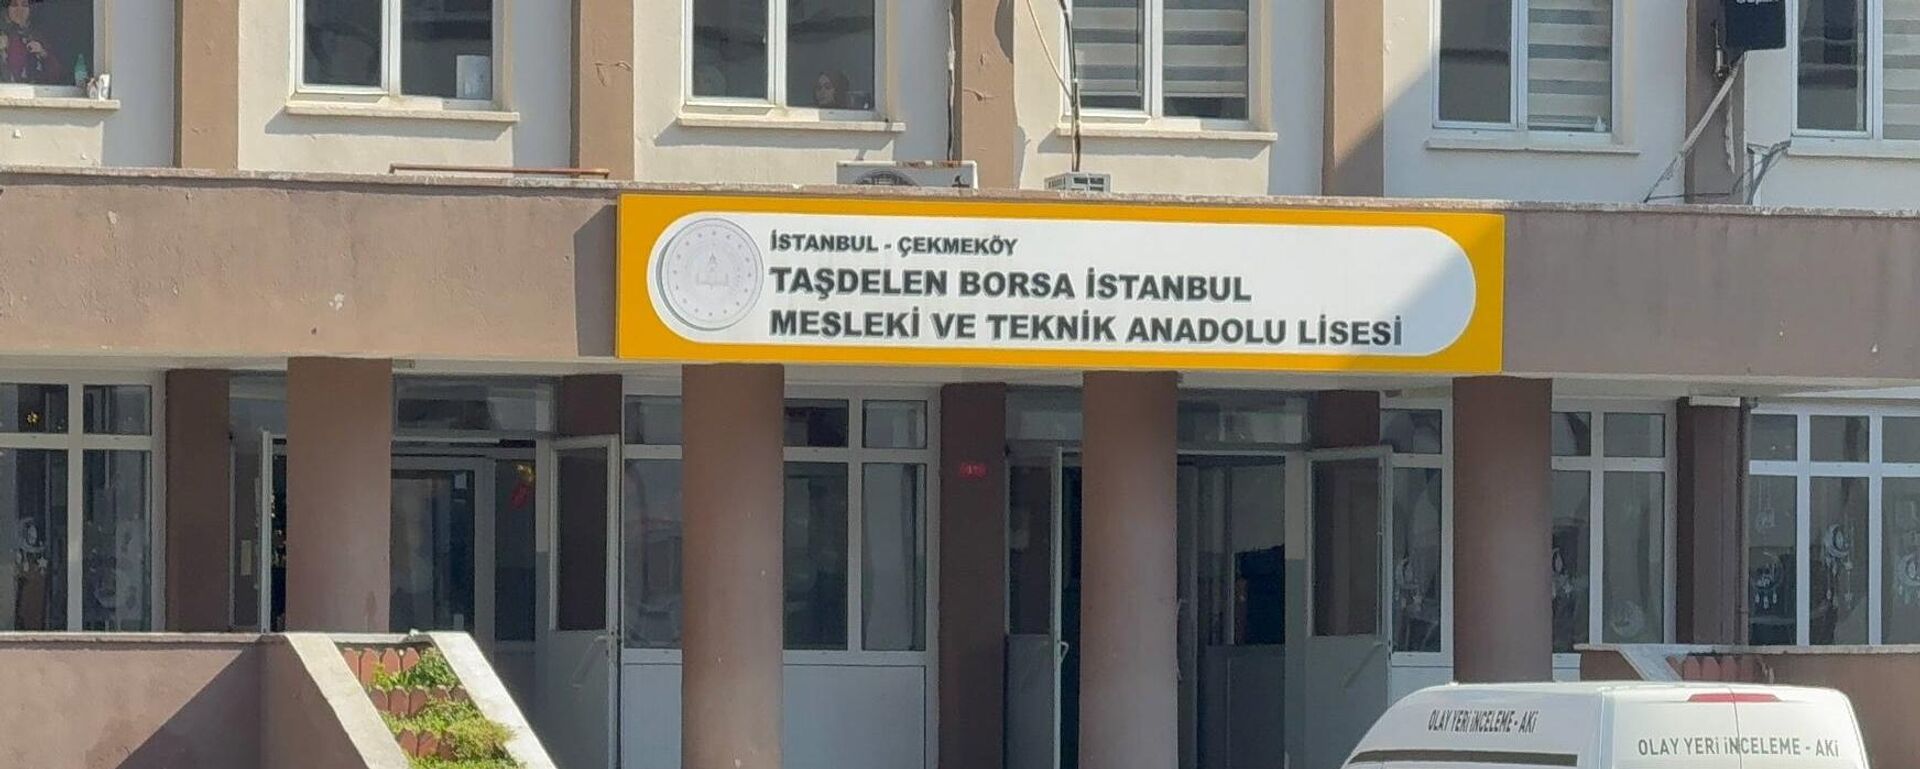 İSTANBUL - ÇEKMEKÖY
TAŞDELEN BORSA İSTANBUL
MESLEKİ VE TEKNİK ANADOLU LİSESİ
OLAY YERİ İNCELEME - AKİ
OLAY YERİ İNCELEME - AKİ